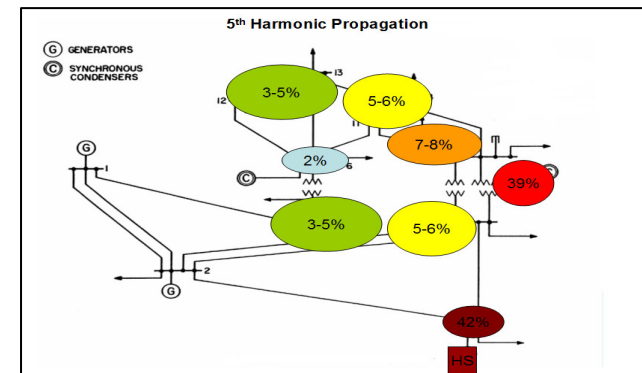 5th Harmonic Propagation
G GENERATORS
C SYNCHRONOUS
CONDENSERS
13
3-5%
5-6%
12
11
7-8%
2%
6
C
39%
C
G
1
3-5%
5-6%
2
G
42%
HS